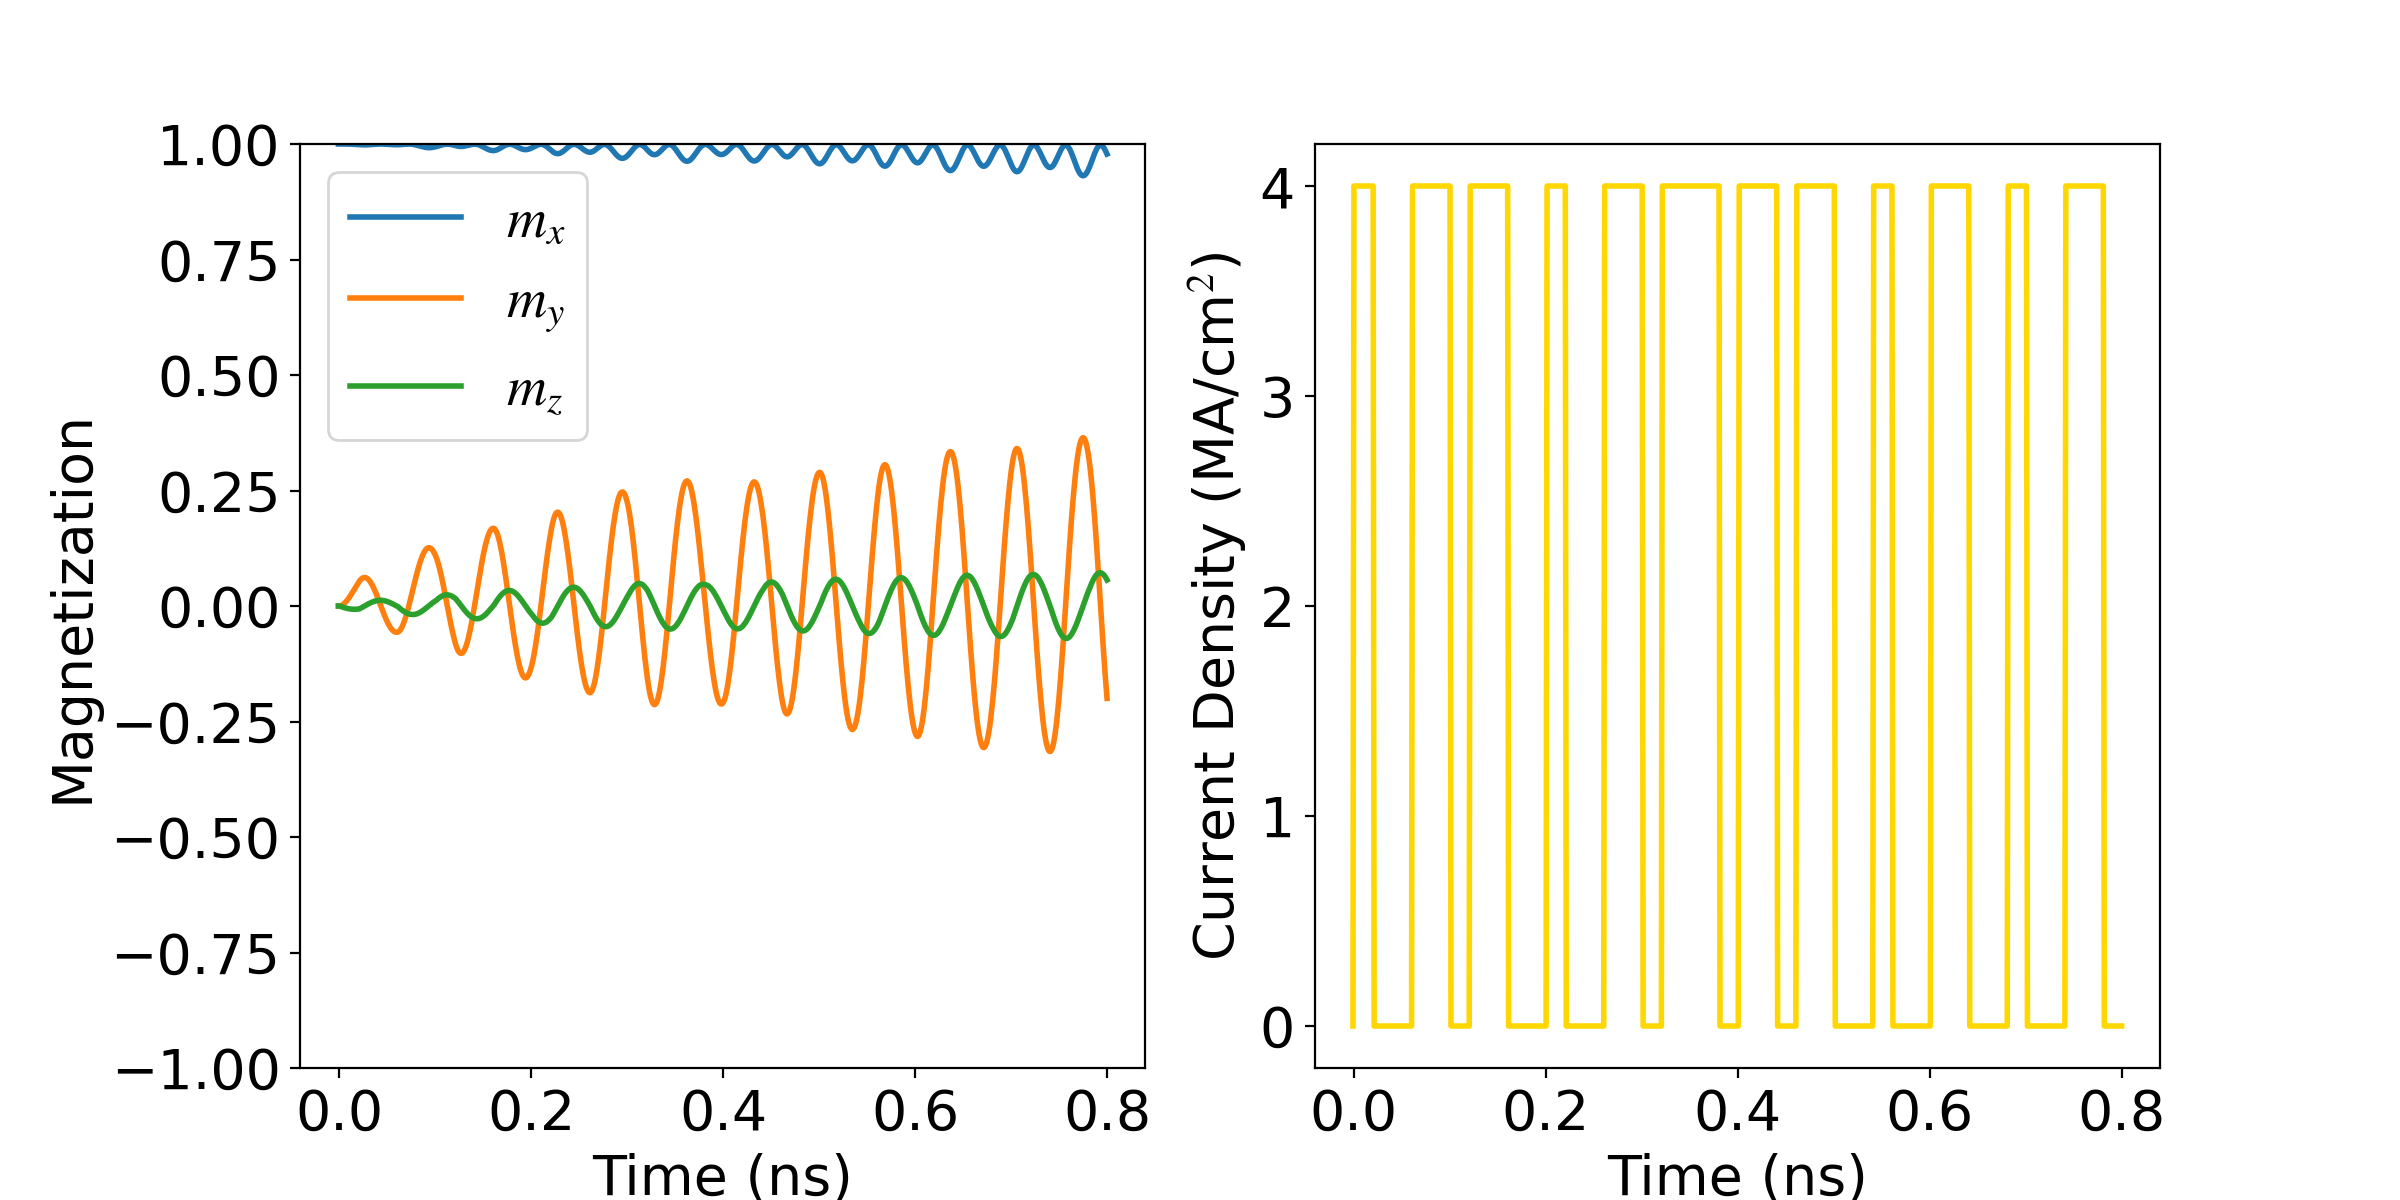 1.00
0.75
0.50
0.25
0.00
−0.25
−0.50
−0.75
−1.00
Magnetization
m_x
m_y
m_z
0.0 0.2 0.4 0.6 0.8
Time (ns)
4
3
2
1
0
Current Density (MA/cm²)
0.0 0.2 0.4 0.6 0.8
Time (ns)